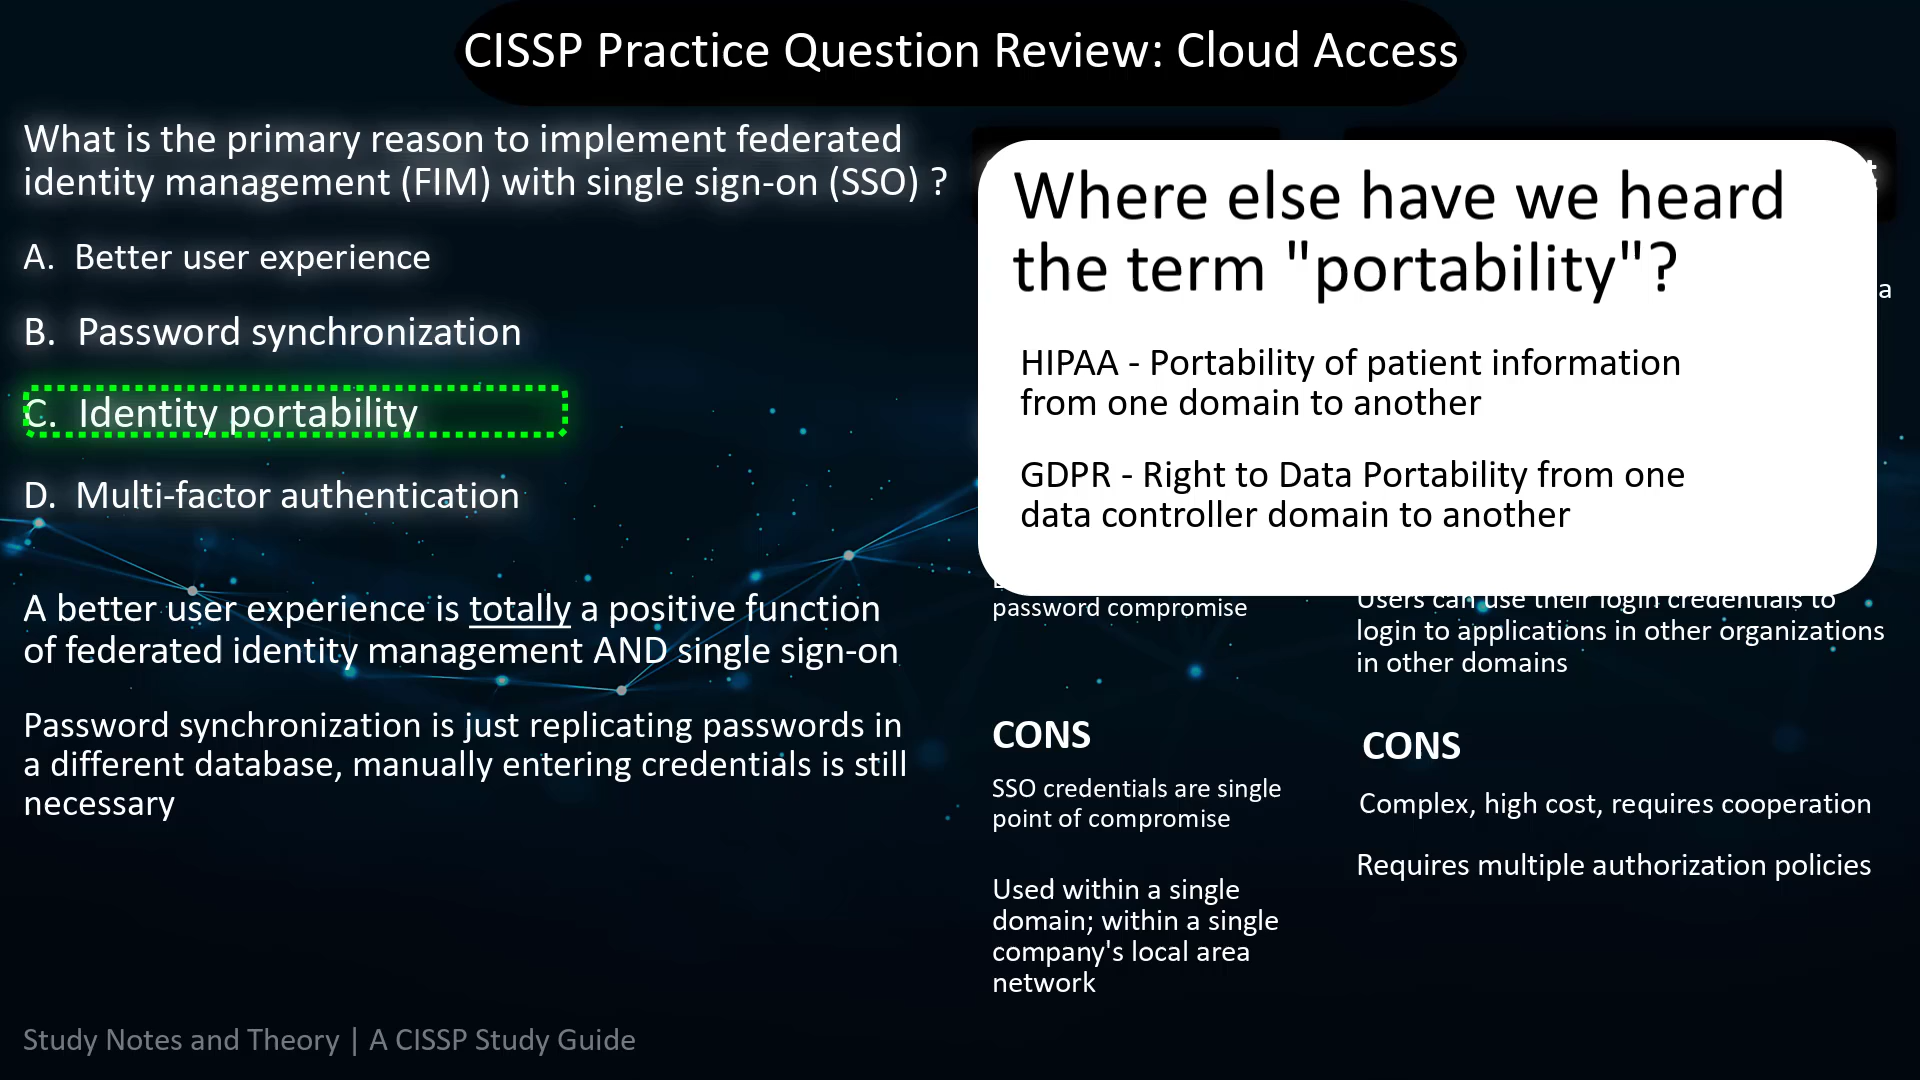 CISSP Practice Question Review: Cloud Access
What is the primary reason to implement federated
identity management (FIM) with single sign-on (SSO) ?
A. Better user experience
B. Password synchronization
C. Identity portability
D. Multi-factor authentication
A better user experience is totally a positive function
of federated identity management AND single sign-on
Password synchronization is just replicating passwords in
a different database, manually entering credentials is still
necessary
Where else have we heard
the term "portability"?
HIPAA - Portability of patient information
from one domain to another
GDPR - Right to Data Portability from one
data controller domain to another
a
password compromise
CONS
SSO credentials are single
point of compromise
Used within a single
domain; within a single
company's local area
network
Users can use their login credentials to
login to applications in other organizations
in other domains
CONS
Complex, high cost, requires cooperation
Requires multiple authorization policies
Study Notes and Theory | A CISSP Study Guide